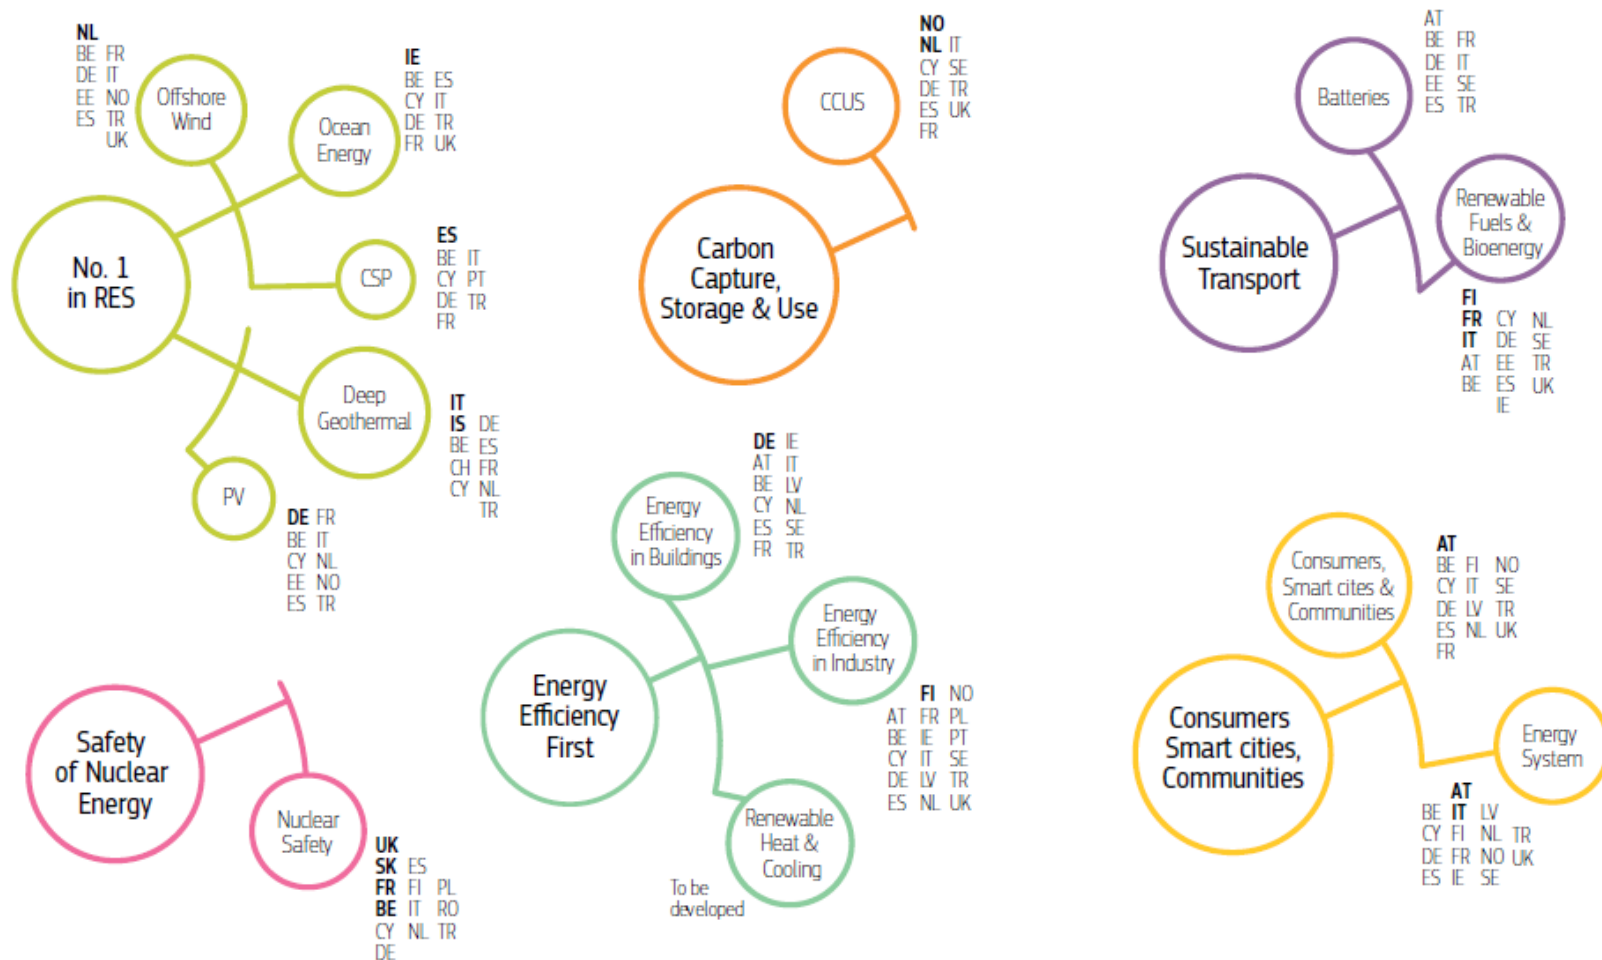 NL
BE FR
DE IT
EE NO
ES TR
UK
Offshore
Wind
IE
BE ES
CY IT
DE TR
FR UK
Ocean
Energy
No. 1
in RES
CSP
ES
BE IT
CY PT
DE TR
FR
Deep
Geothermal
IT
IS DE
BE ES
CH FR
CY NL
TR
PV
DE FR
BE IT
CY NL
EE NO
ES TR
NO
NL IT
CY SE
DE TR
ES UK
FR
CCUS
Carbon
Capture,
Storage & Use
AT
BE FR
DE IT
EE SE
ES TR
Batteries
Renewable
Fuels &
Bioenergy
Sustainable
Transport
FI
FR CY NL
IT DE SE
AT EE TR
BE ES UK
IE
Safety
of Nuclear
Energy
Nuclear
Safety
UK
SK ES
FR FI PL
BE IT RO
CY NL TR
DE
DE IE
AT IT
BE LV
CY NL
ES SE
FR TR
Energy
Efficiency
in Buildings
Energy
Efficiency
in Industry
Energy
Efficiency
First
FI NO
AT FR PL
BE IE PT
CY IT SE
DE LV TR
ES NL UK
Renewable
Heat &
Cooling
To be
developed
Consumers,
Smart cites &
Communities
AT
BE FI NO
CY IT SE
DE LV TR
ES NL UK
FR
Consumers
Smart cities,
Communities
Energy
System
AT
BE IT LV
CY FI NL TR
DE FR NO UK
ES IE SE